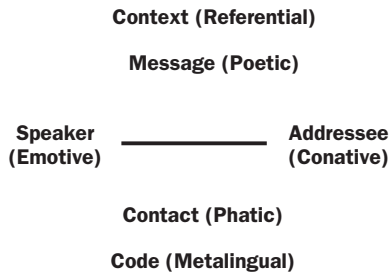 Context (Referential)
Message (Poetic)
Speaker
(Emotive)
Addressee
(Conative)
Contact (Phatic)
Code (Metalingual)